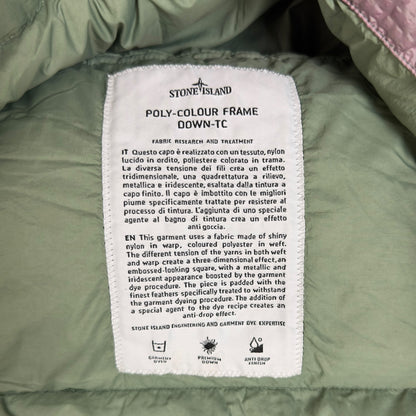 STONE ISLAND
POLY-COLOUR FRAME
DOWN-TC
FABRIC RESEARCH AND TREATMENT
IT Questo capo è realizzato con un tessuto, nylon
lucido in ordito, poliestere colorato in trama.
La diversa tensione dei fili crea un effetto
tridimensionale, una quadrettatura a rilievo,
metallica e iridescente, esaltata dalla tintura a
capo finito. Il capo è imbottito con le migliori
piume specificamente trattate per resistere al
processo di tintura. L'aggiunta di uno speciale
agente al bagno di tintura crea un effetto
anti goccia.
EN This garment uses a fabric made of shiny
nylon in warp, coloured polyester in weft.
The different tension of the yarns in both weft
and warp create a three-dimensional effect, an
embossed-looking square, with a metallic and
iridescent appearance boosted by the garment
dye procedure. The piece is padded with the
finest feathers specifically treated to withstand
the garment dyeing procedure. The addition of
a special agent to the dye recipe creates an
anti-drop effect.
STONE ISLAND ENGINEERING AND GARMENT DYE EXPERTISE
GARMENT PREMIUM ANTI DROP
DYED DOWN FINISH